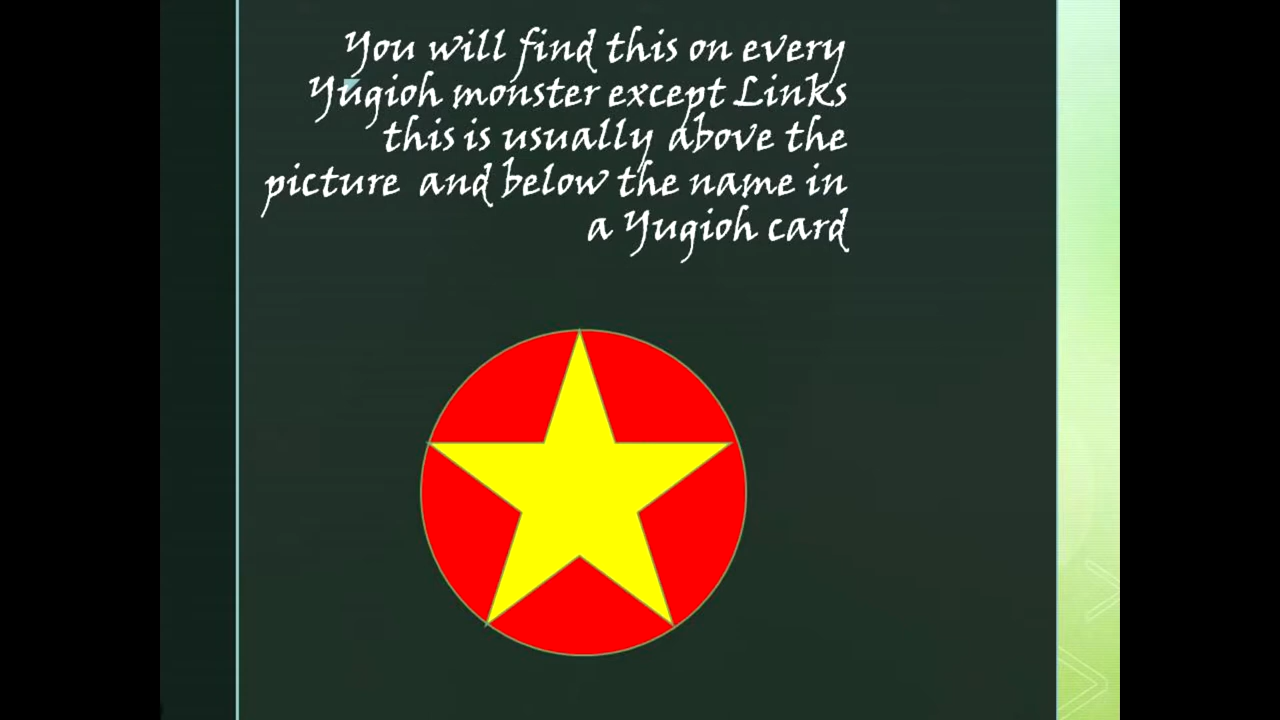 You will find this on every
Yugioh monster except Links
this is usually above the
picture and below the name in
a Yugioh card